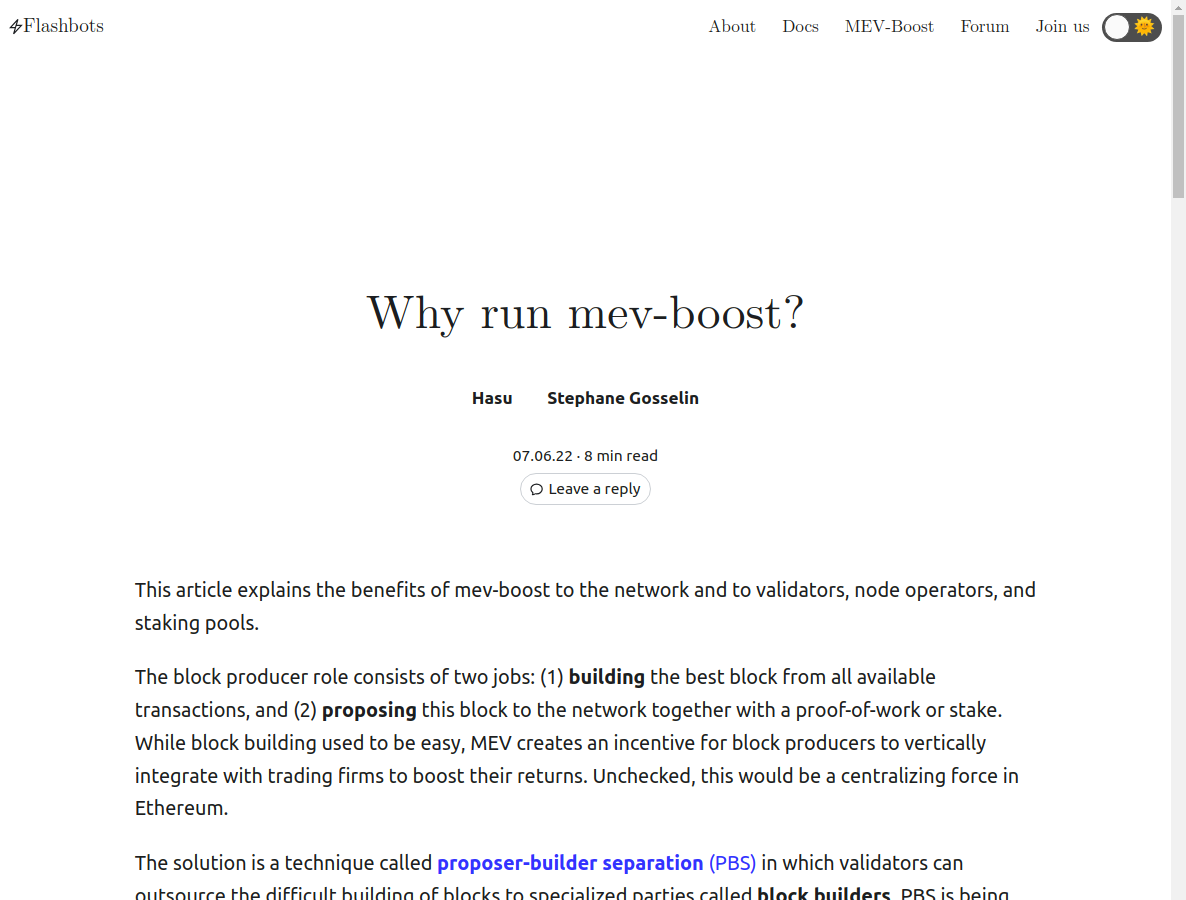 Flashbots
About Docs MEV-Boost Forum Join us
Why run mev-boost?
Hasu Stephane Gosselin
07.06.22 · 8 min read
Leave a reply
This article explains the benefits of mev-boost to the network and to validators, node operators, and
staking pools.
The block producer role consists of two jobs: (1) building the best block from all available
transactions, and (2) proposing this block to the network together with a proof-of-work or stake.
While block building used to be easy, MEV creates an incentive for block producers to vertically
integrate with trading firms to boost their returns. Unchecked, this would be a centralizing force in
Ethereum.
The solution is a technique called proposer-builder separation (PBS) in which validators can
outsource the difficult building of blocks to specialized parties called block builders. PBS is being